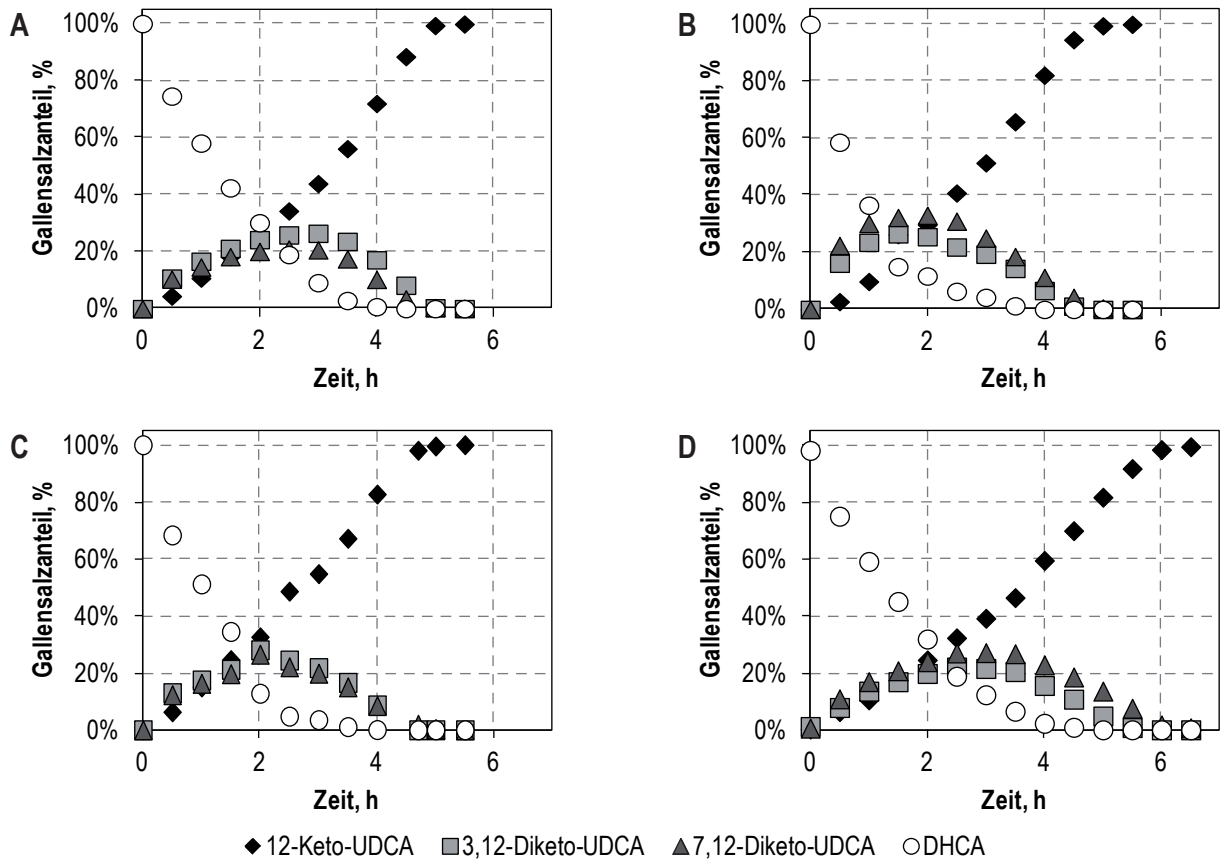 A
Gallensalzanteil, %
100%
80%
60%
40%
20%
0%
0 2 4 6
Zeit, h
B
Gallensalzanteil, %
100%
80%
60%
40%
20%
0%
0 2 4 6
Zeit, h
C
Gallensalzanteil, %
100%
80%
60%
40%
20%
0%
0 2 4 6
Zeit, h
D
Gallensalzanteil, %
100%
80%
60%
40%
20%
0%
0 2 4 6
Zeit, h
12-Keto-UDCA 3,12-Diketo-UDCA 7,12-Diketo-UDCA DHCA